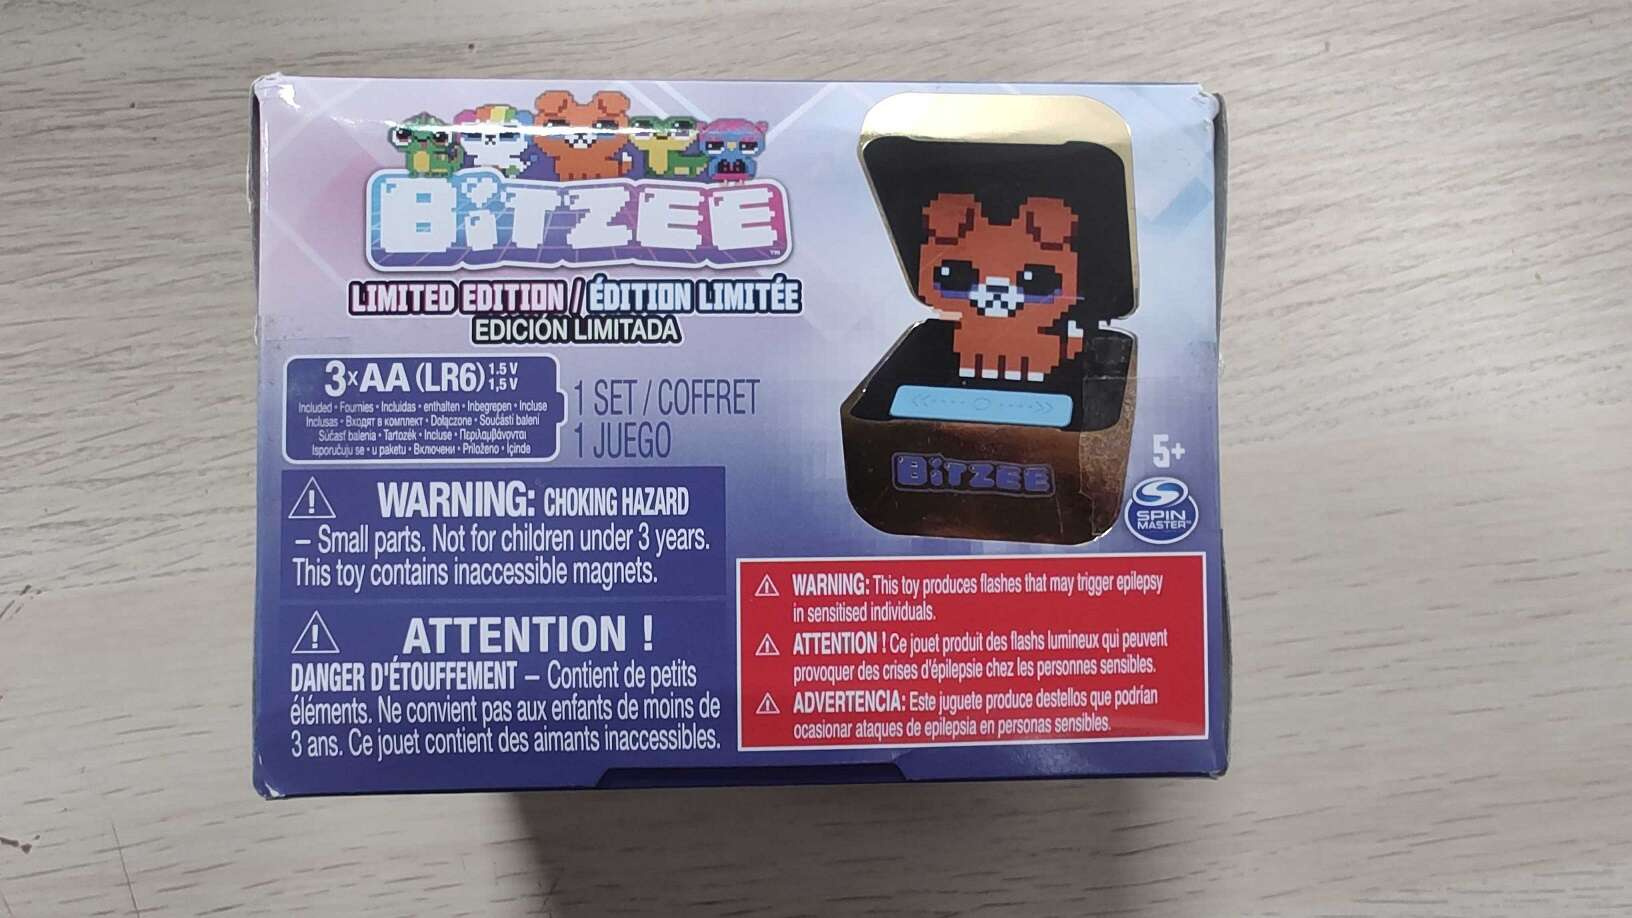 BITZEE™
LIMITED EDITION / ÉDITION LIMITÉE
EDICIÓN LIMITADA
3xAA (LR6) 1.5 V
1,5 V
Included • Fournies • Incluidas • enthalten • Inbegrepen • Incluse
Inclusas • Входят в комплект • Dołączone • Součástí balení
Súčasť balenia • Tartozék • Incluse • Περιλαμβάνονται
Isporučuju se • u paketu • Включени • Priloženo • İçinde
1 SET / COFFRET
1 JUEGO
WARNING: CHOKING HAZARD
– Small parts. Not for children under 3 years.
This toy contains inaccessible magnets.
ATTENTION !
DANGER D'ÉTOUFFEMENT – Contient de petits
éléments. Ne convient pas aux enfants de moins de
3 ans. Ce jouet contient des aimants inaccessibles.
BITZEE
5+
SPIN
MASTER™
WARNING: This toy produces flashes that may trigger epilepsy
in sensitised individuals.
ATTENTION ! Ce jouet produit des flashs lumineux qui peuvent
provoquer des crises d'épilepsie chez les personnes sensibles.
ADVERTENCIA: Este juguete produce destellos que podrían
ocasionar ataques de epilepsia en personas sensibles.